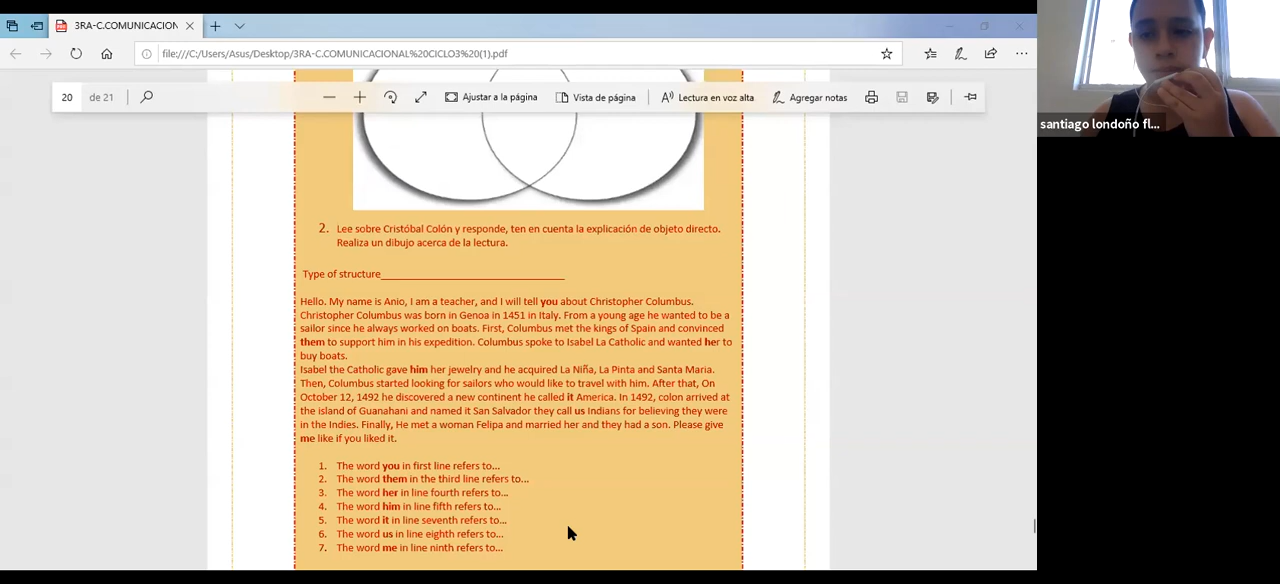 3RA-C.COMUNICACION
file:///C:/Users/Asus/Desktop/3RA-C.COMUNICACIONAL%20CICLO3%20(1).pdf
20 de 21
Ajustar a la página
Vista de página
Lectura en voz alta
Agregar notas
santiago londoño fl...
2. Lee sobre Cristóbal Colón y responde, ten en cuenta la explicación de objeto directo.
Realiza un dibujo acerca de la lectura.
Type of structure______________________________
Hello. My name is Anio, I am a teacher, and I will tell you about Christopher Columbus.
Christopher Columbus was born in Genoa in 1451 in Italy. From a young age he wanted to be a
sailor since he always worked on boats. First, Columbus met the kings of Spain and convinced
them to support him in his expedition. Columbus spoke to Isabel La Catholic and wanted her to
buy boats.
Isabel the Catholic gave him her jewelry and he acquired La Niña, La Pinta and Santa Maria.
Then, Columbus started looking for sailors who would like to travel with him. After that, On
October 12, 1492 he discovered a new continent he called it America. In 1492, colon arrived at
the island of Guanahani and named it San Salvador they call us Indians for believing they were
in the Indies. Finally, He met a woman Felipa and married her and they had a son. Please give
me like if you liked it.
1. The word you in first line refers to...
2. The word them in the third line refers to...
3. The word her in line fourth refers to...
4. The word him in line fifth refers to...
5. The word it in line seventh refers to...
6. The word us in line eighth refers to...
7. The word me in line ninth refers to...